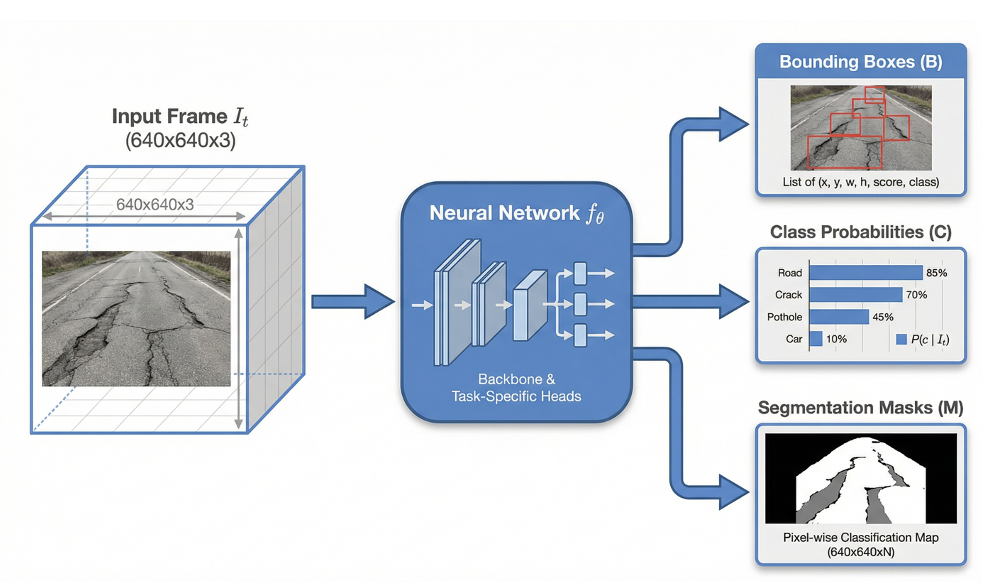 Input Frame I_t
(640x640x3)
640x640x3
Neural Network f_θ
Backbone &
Task-Specific Heads
Bounding Boxes (B)
List of (x, y, w, h, score, class)
Class Probabilities (C)
Road 85%
Crack 70%
Pothole 45%
Car 10%
P(c | I_t)
Segmentation Masks (M)
Pixel-wise Classification Map
(640x640xN)